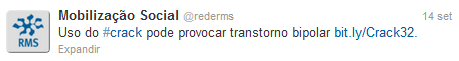 Mobilização Social @rederms 14 set
RMS Uso do #crack pode provocar transtorno bipolar bit.ly/Crack32.
Expandir